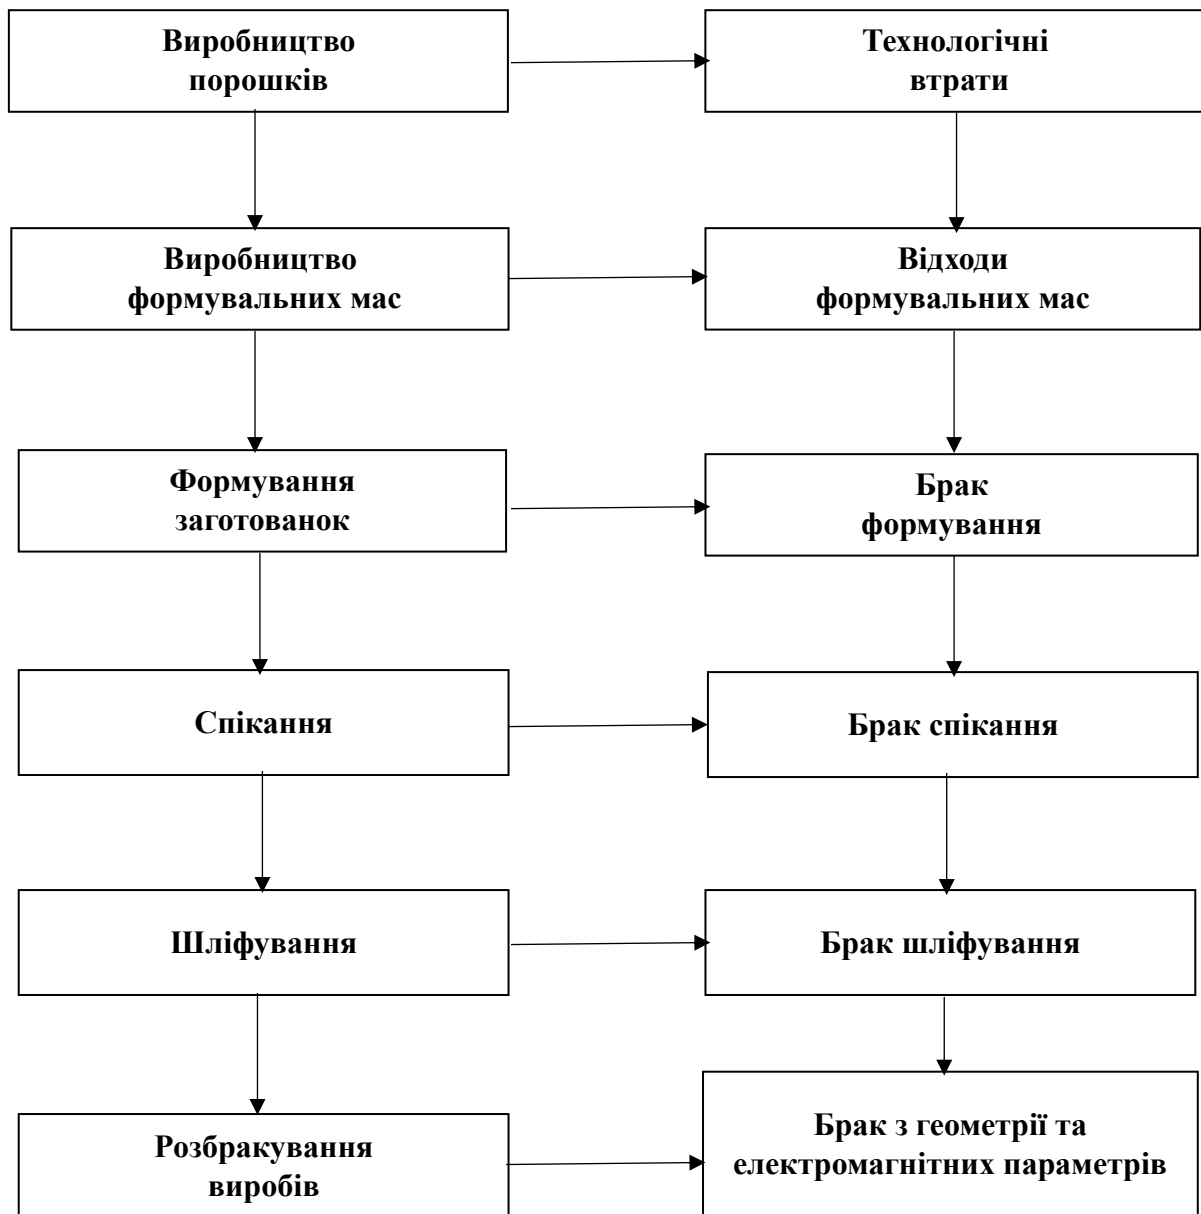 Виробництво
порошків
Технологічні
втрати
Виробництво
формувальних мас
Відходи
формувальних мас
Формування
заготованок
Брак
формування
Спікання
Брак спікання
Шліфування
Брак шліфування
Розбракування
виробів
Брак з геометрії та
електромагнітних параметрів